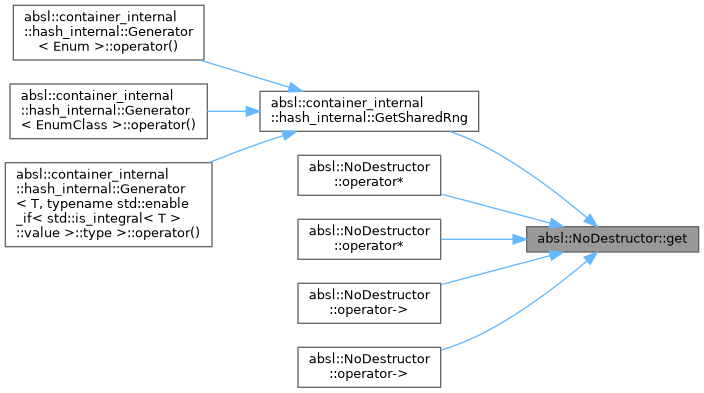 absl::container_internal
::hash_internal::Generator
< Enum >::operator()
absl::container_internal
::hash_internal::Generator
< EnumClass >::operator()
absl::container_internal
::hash_internal::Generator
< T, typename std::enable
_if< std::is_integral< T >
::value >::type >::operator()
absl::container_internal
::hash_internal::GetSharedRng
absl::NoDestructor
::operator*
absl::NoDestructor
::operator*
absl::NoDestructor
::operator->
absl::NoDestructor
::operator->
absl::NoDestructor::get